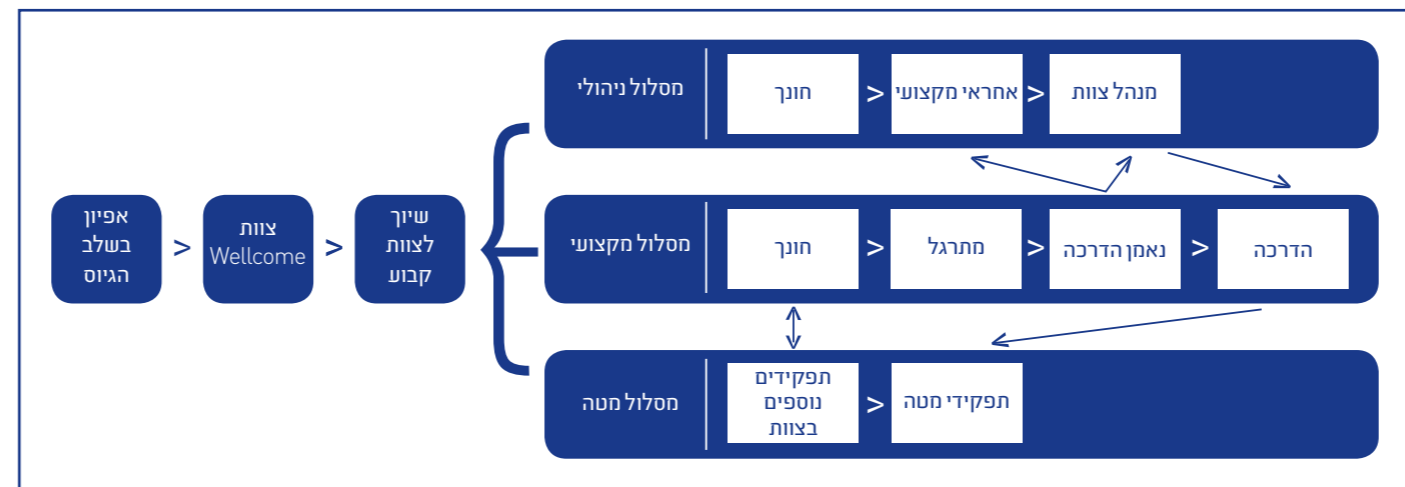 אפיון
בשלב
הגיוס
>
צוות
Wellcome
>
שיוך
לצוות
קבוע
מסלול ניהולי
חונך
>
אחראי מקצועי
>
מנהל צוות
מסלול מקצועי
חונך
>
מתרגל
>
נאמן הדרכה
>
הדרכה
מסלול מטה
תפקידים
נוספים
בצוות
>
תפקידי מטה